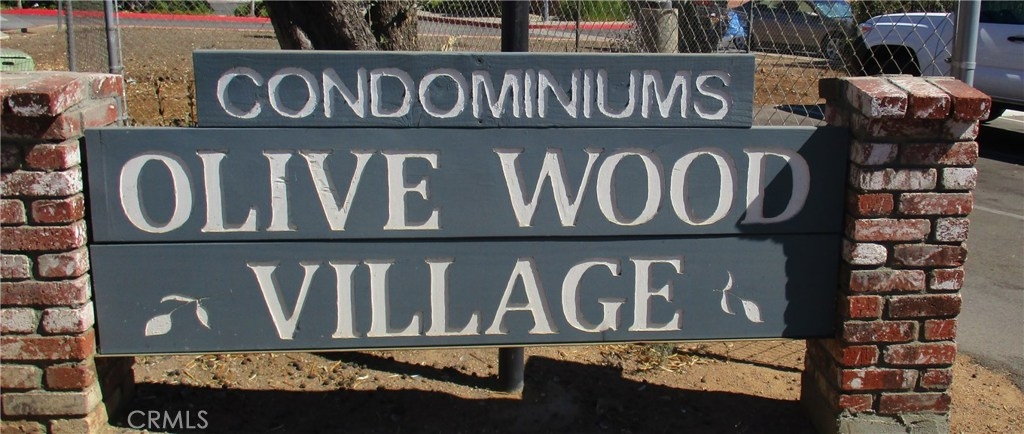 CONDOMINIUMS
OLIVE WOOD
VILLAGE
CRMLS